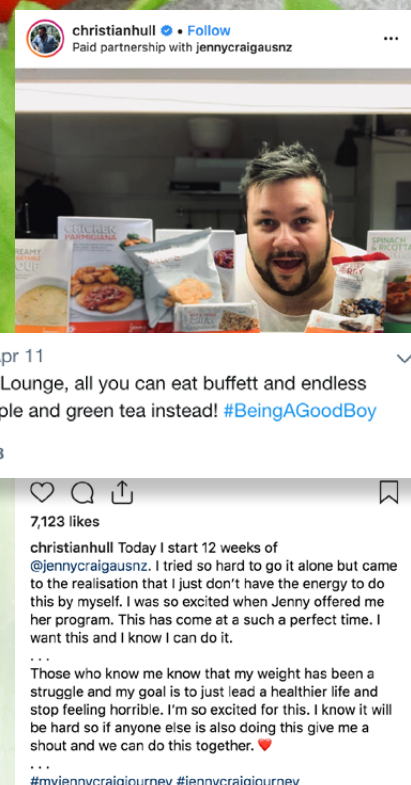 christianhull • Follow
Paid partnership with jennycraigausnz
CHICKEN
PARMIGIANA
SPINACH
& RICOTTA
pr 11
Lounge, all you can eat buffett and endless
ple and green tea instead! #BeingAGoodBoy
7,123 likes
christianhull Today I start 12 weeks of
@jennycraigausnz. I tried so hard to go it alone but came
to the realisation that I just don't have the energy to do
this by myself. I was so excited when Jenny offered me
her program. This has come at a such a perfect time. I
want this and I know I can do it.
. . .
Those who know me know that my weight has been a
struggle and my goal is to just lead a healthier life and
stop feeling horrible. I'm so excited for this. I know it will
be hard so if anyone else is also doing this give me a
shout and we can do this together. ❤️
. . .
#myjennycraigjourney #jennycraigjourney